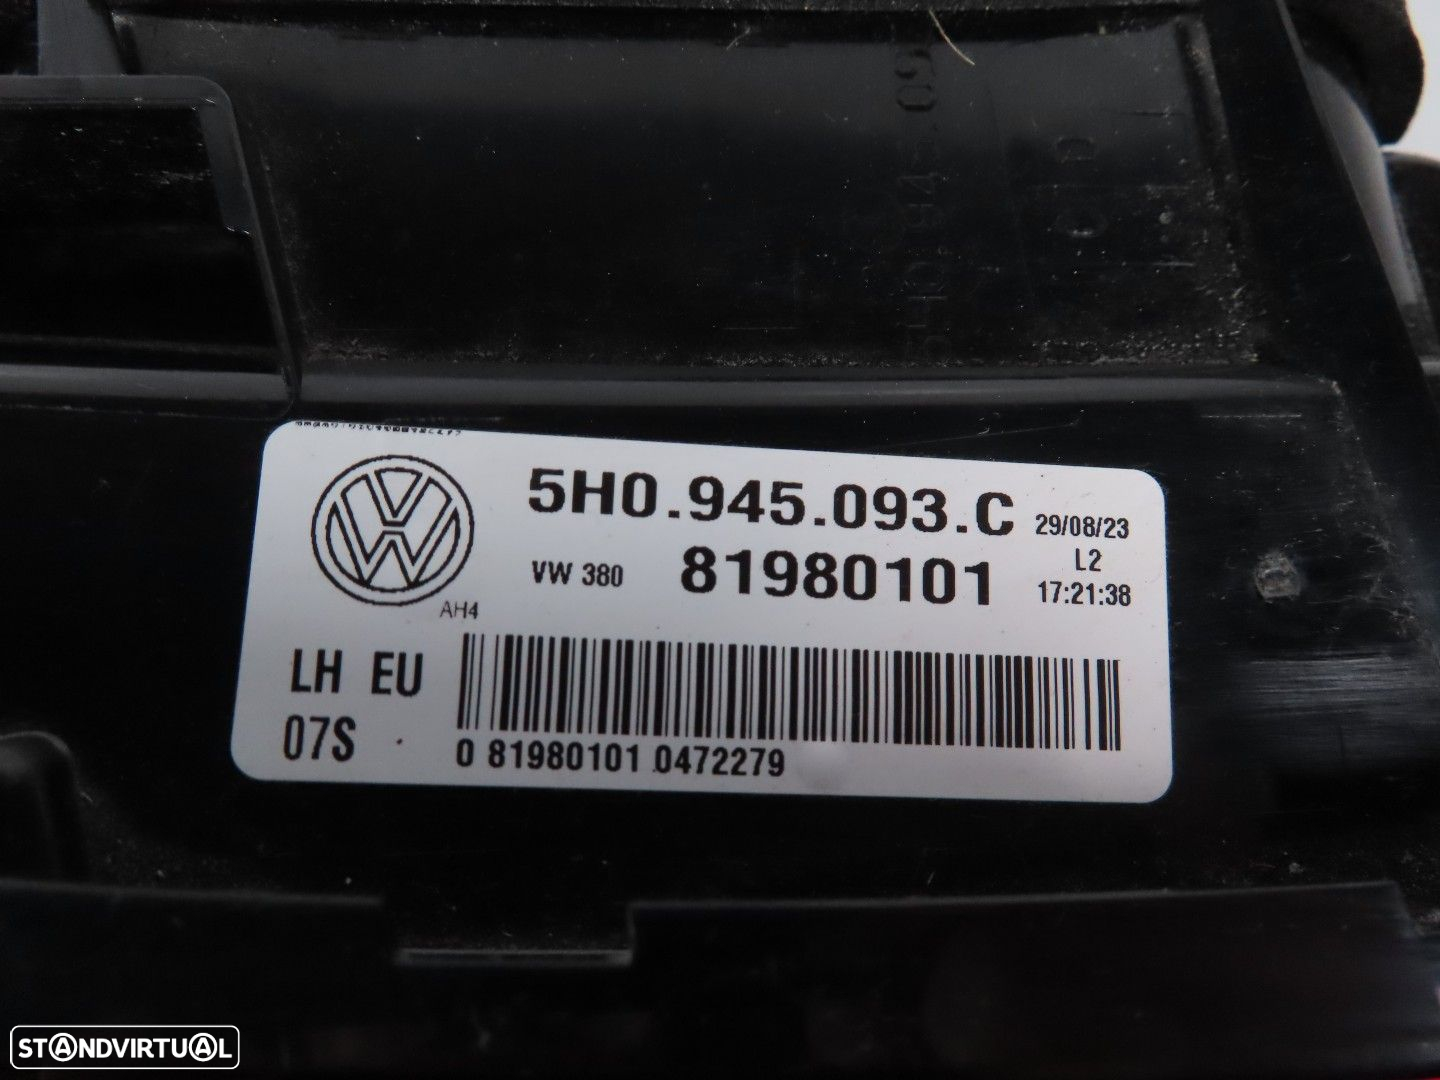 5H0.945.093.C
29/08/23
VW 380
81980101
L2
17:21:38
AH4
LH EU
07S
0 81980101 0472279
STANDVIRTUAL